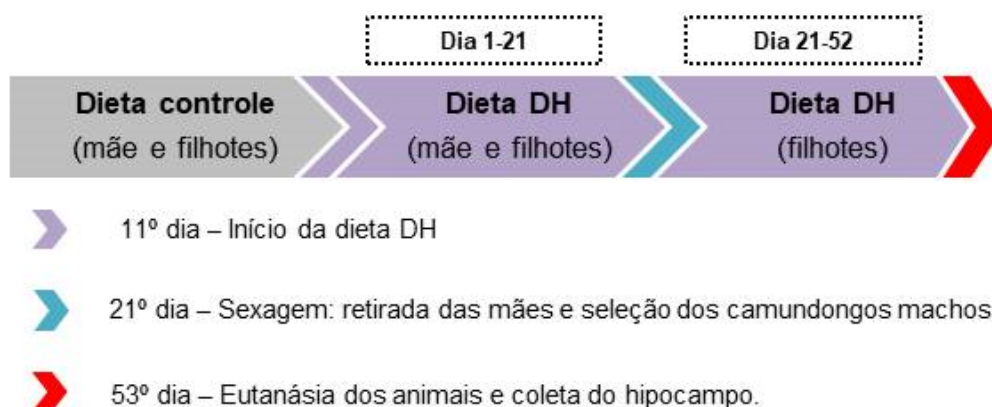 Dia 1-21
Dia 21-52
Dieta controle
(mãe e filhotes)
Dieta DH
(mãe e filhotes)
Dieta DH
(filhotes)
11º dia – Início da dieta DH
21º dia – Sexagem: retirada das mães e seleção dos camundongos machos
53º dia – Eutanásia dos animais e coleta do hipocampo.